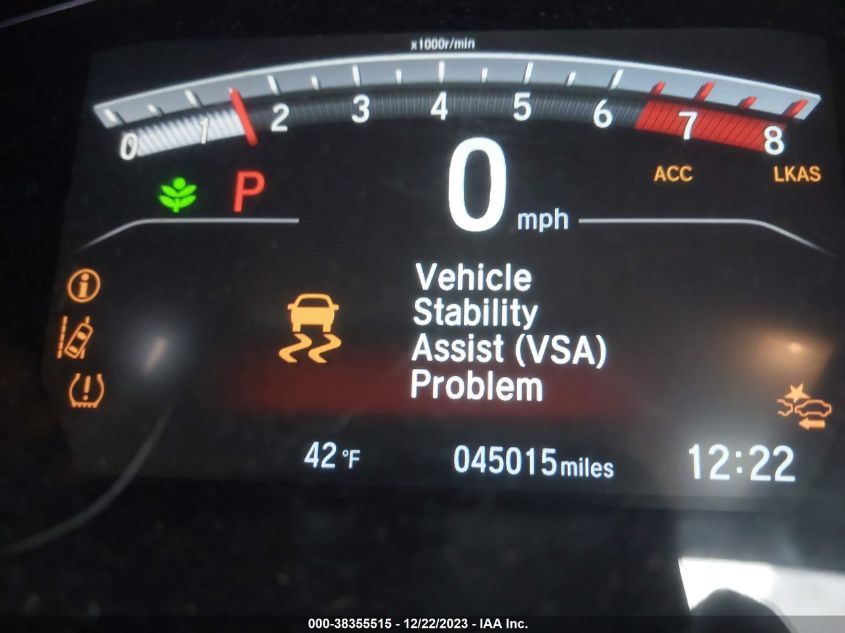 x1000r/min
0 1 2 3 4 5 6 7 8
P
0 mph
ACC
LKAS
Vehicle
Stability
Assist (VSA)
Problem
42°F
045015miles
12:22
000-38355515 - 12/22/2023 - IAA Inc.